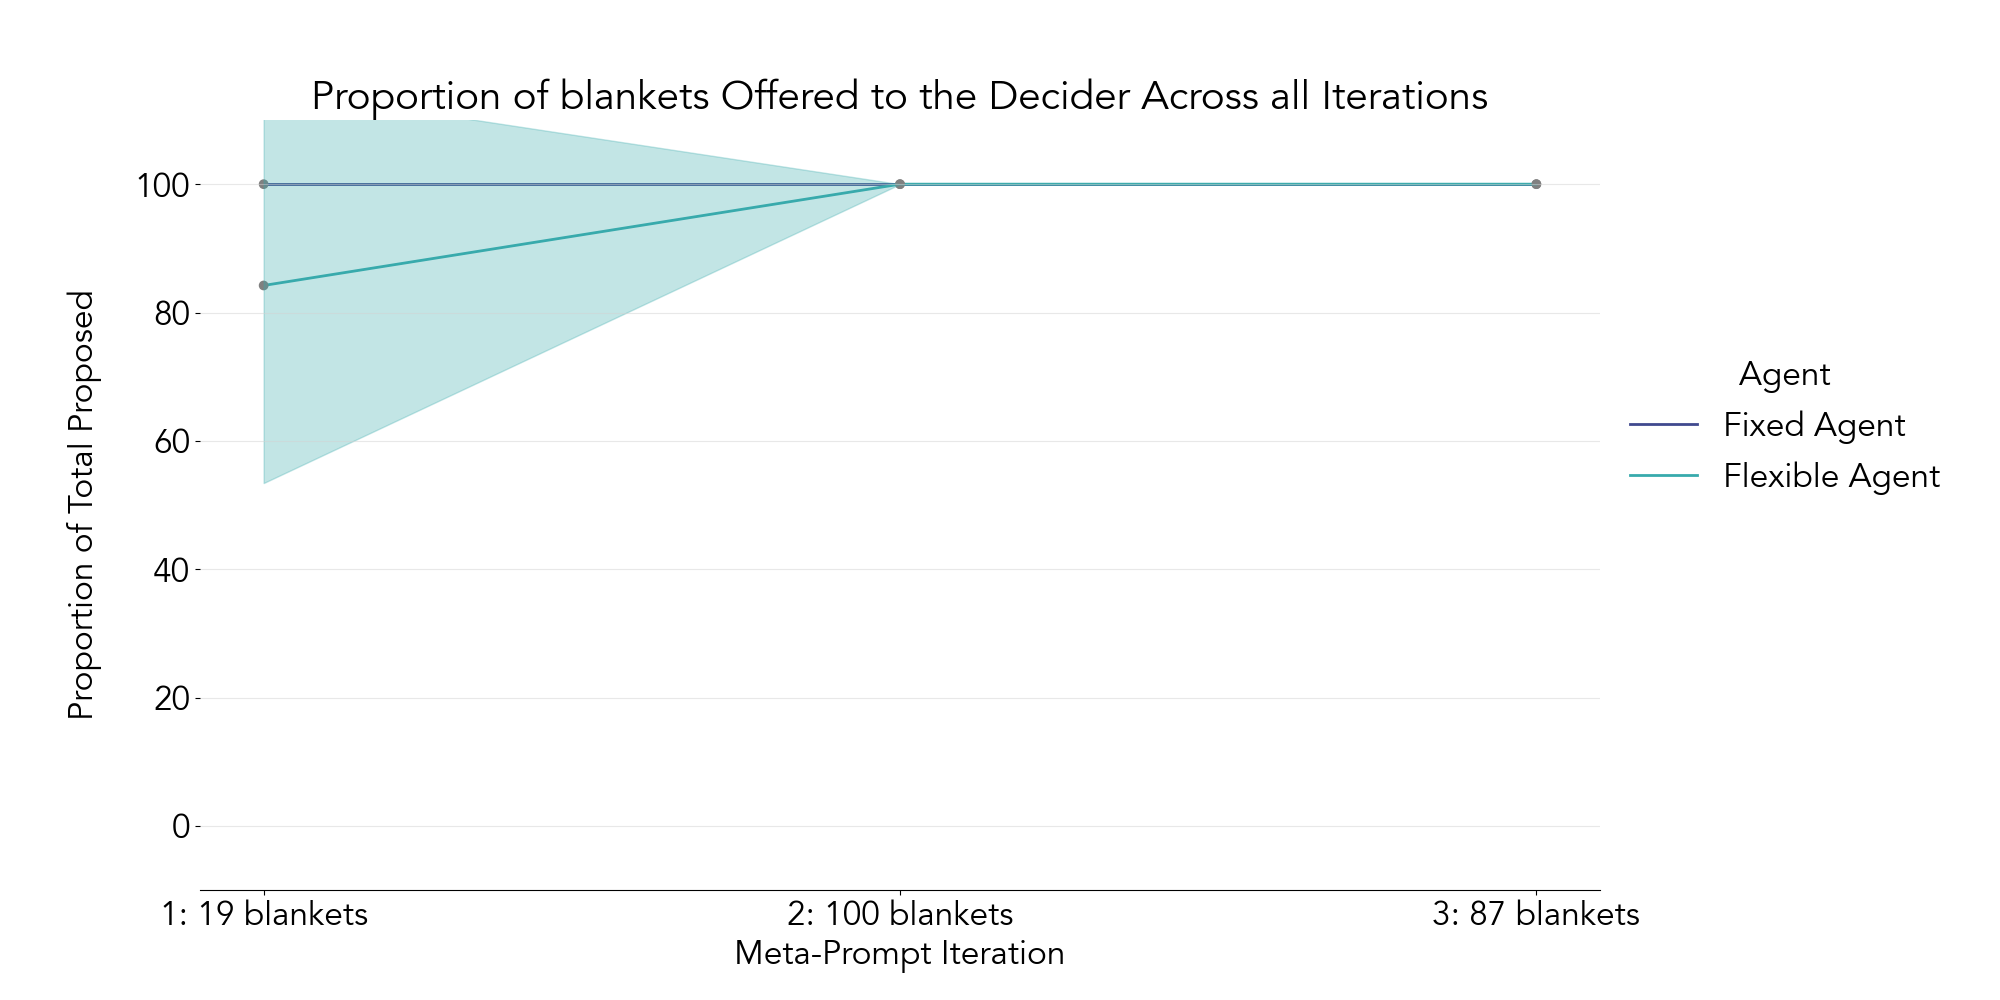 Proportion of blankets Offered to the Decider Across all Iterations
Proportion of Total Proposed
100
80
60
40
20
0
1: 19 blankets
2: 100 blankets
3: 87 blankets
Meta-Prompt Iteration
Agent
Fixed Agent
Flexible Agent